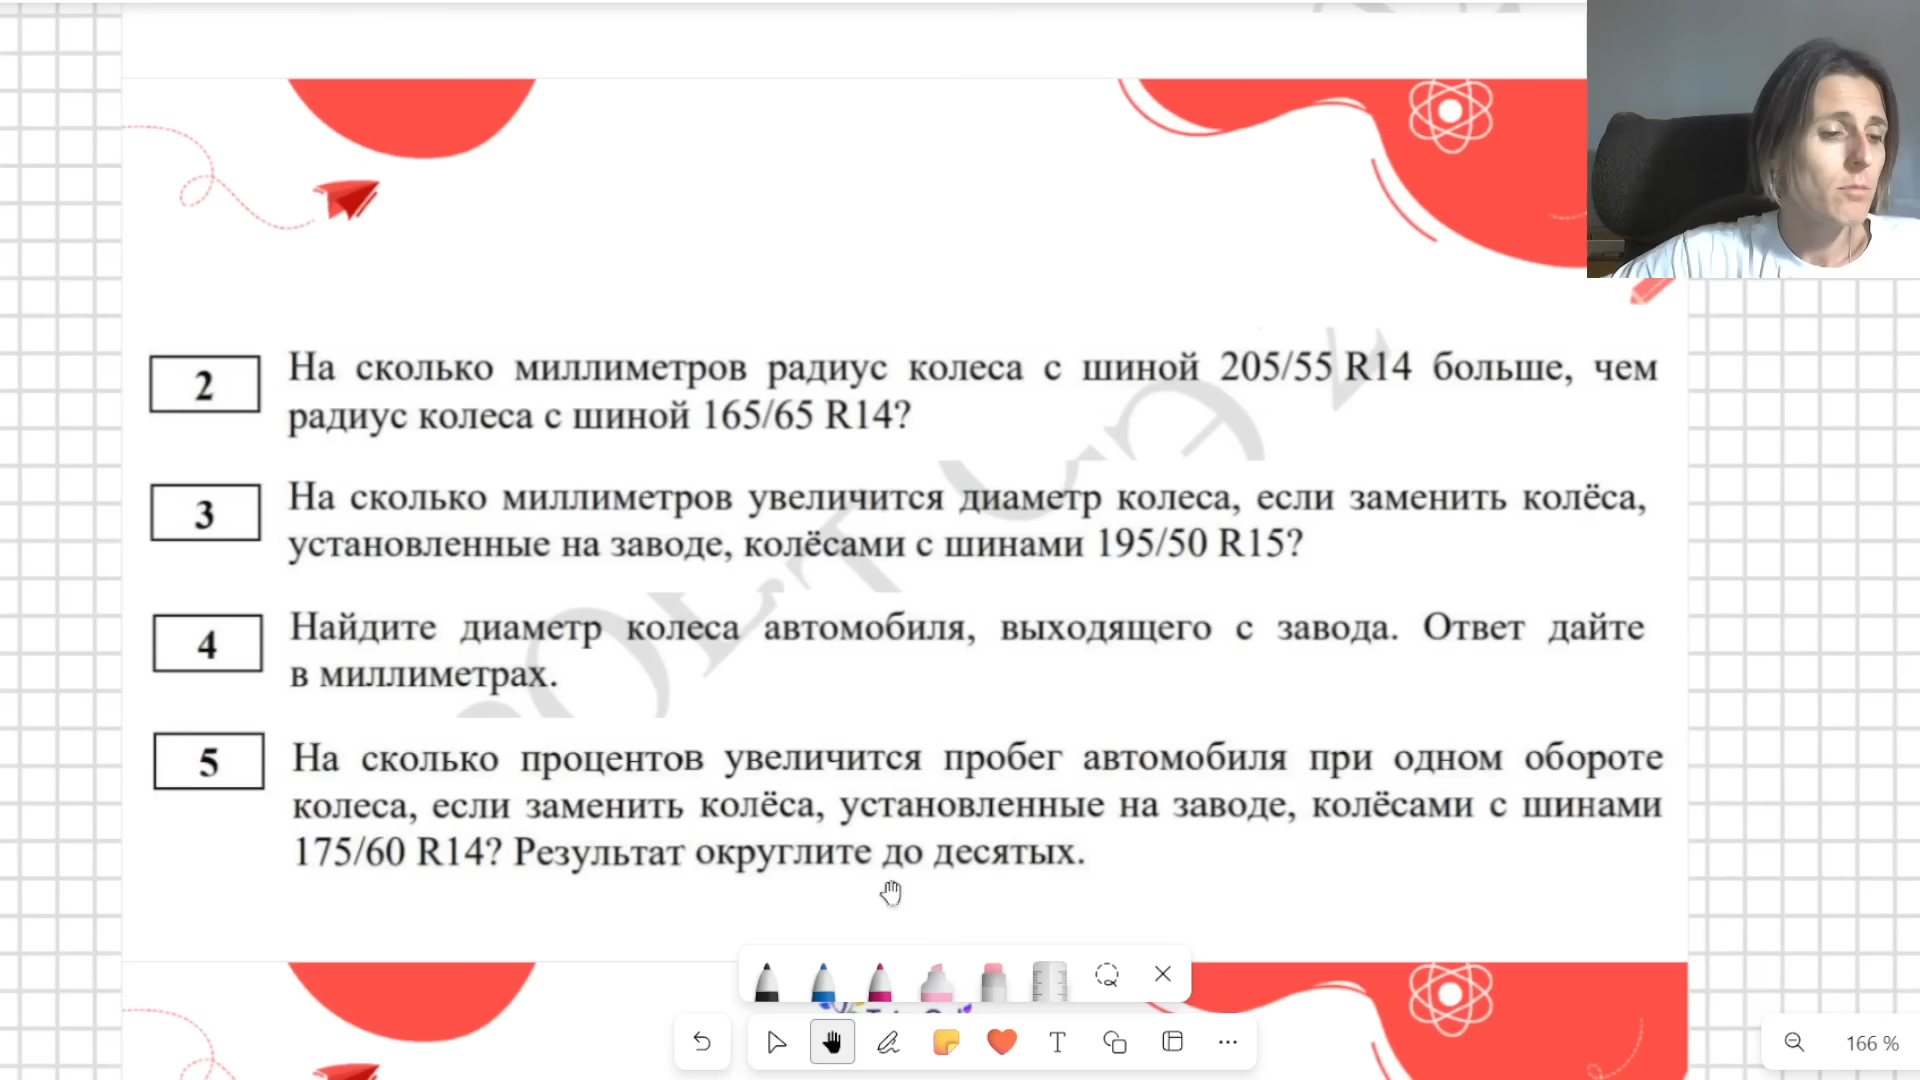 2
На сколько миллиметров радиус колеса с шиной 205/55 R14 больше, чем
радиус колеса с шиной 165/65 R14?
3
На сколько миллиметров увеличится диаметр колеса, если заменить колёса,
установленные на заводе, колёсами с шинами 195/50 R15?
4
Найдите диаметр колеса автомобиля, выходящего с завода. Ответ дайте
в миллиметрах.
5
На сколько процентов увеличится пробег автомобиля при одном обороте
колеса, если заменить колёса, установленные на заводе, колёсами с шинами
175/60 R14? Результат округлите до десятых.
166 %